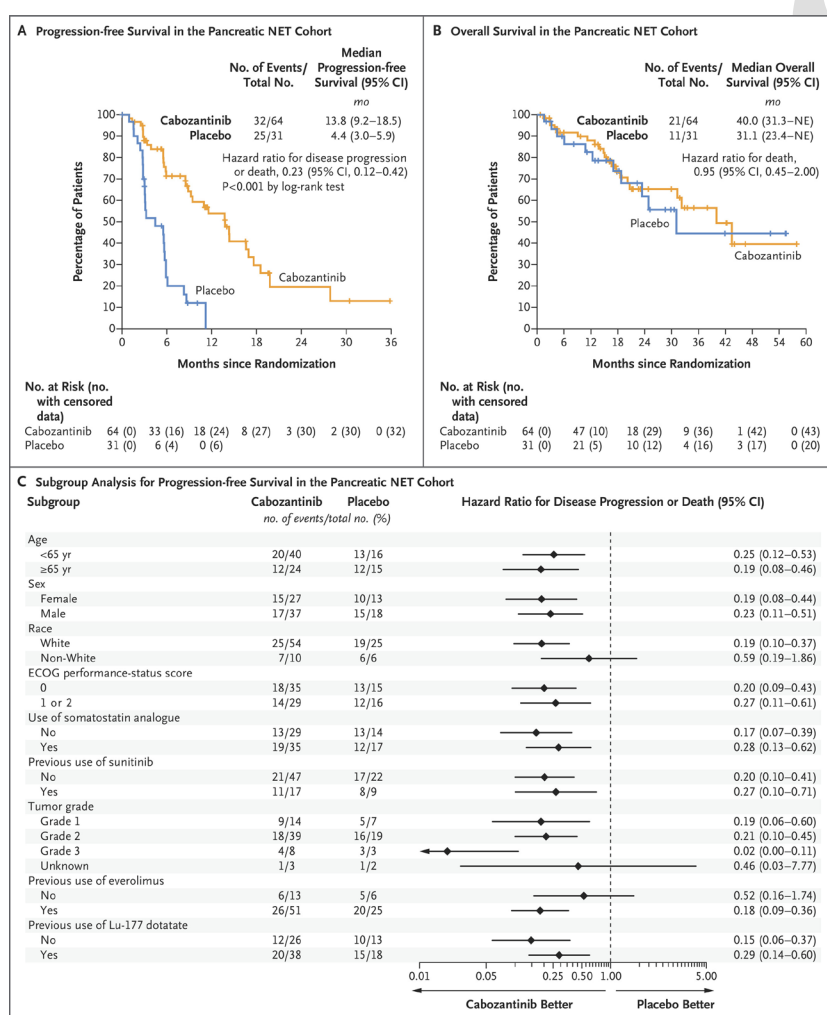 A Progression-free Survival in the Pancreatic NET Cohort
No. of Events/ Total No.
Median Progression-free Survival (95% CI)
mo
Cabozantinib 32/64 13.8 (9.2–18.5)
Placebo 25/31 4.4 (3.0–5.9)
Hazard ratio for disease progression
or death, 0.23 (95% CI, 0.12–0.42)
P<0.001 by log-rank test
Percentage of Patients
100
90
80
70
60
50
40
30
20
10
0
Placebo
Cabozantinib
0 6 12 18 24 30 36
Months since Randomization
No. at Risk (no.
with censored
data)
Cabozantinib 64 (0) 33 (16) 18 (24) 8 (27) 3 (30) 2 (30) 0 (32)
Placebo 31 (0) 6 (4) 0 (6)
B Overall Survival in the Pancreatic NET Cohort
No. of Events/ Total No.
Median Overall Survival (95% CI)
mo
Cabozantinib 21/64 40.0 (31.3–NE)
Placebo 11/31 31.1 (23.4–NE)
Hazard ratio for death,
0.95 (95% CI, 0.45–2.00)
Percentage of Patients
100
90
80
70
60
50
40
30
20
10
0
Placebo
Cabozantinib
0 6 12 18 24 30 36 42 48 54 60
Months since Randomization
No. at Risk (no.
with censored
data)
Cabozantinib 64 (0) 47 (10) 18 (29) 9 (36) 1 (42) 0 (43)
Placebo 31 (0) 21 (5) 10 (12) 4 (16) 3 (17) 0 (20)
C Subgroup Analysis for Progression-free Survival in the Pancreatic NET Cohort
Subgroup Cabozantinib Placebo Hazard Ratio for Disease Progression or Death (95% CI)
no. of events/total no. (%)
Age
<65 yr 20/40 13/16 0.25 (0.12–0.53)
≥65 yr 12/24 12/15 0.19 (0.08–0.46)
Sex
Female 15/27 10/13 0.19 (0.08–0.44)
Male 17/37 15/18 0.23 (0.11–0.51)
Race
White 25/54 19/25 0.19 (0.10–0.37)
Non-White 7/10 6/6 0.59 (0.19–1.86)
ECOG performance-status score
0 18/35 13/15 0.20 (0.09–0.43)
1 or 2 14/29 12/16 0.27 (0.11–0.61)
Use of somatostatin analogue
No 13/29 13/14 0.17 (0.07–0.39)
Yes 19/35 12/17 0.28 (0.13–0.62)
Previous use of sunitinib
No 21/47 17/22 0.20 (0.10–0.41)
Yes 11/17 8/9 0.27 (0.10–0.71)
Tumor grade
Grade 1 9/14 5/7 0.19 (0.06–0.60)
Grade 2 18/39 16/19 0.21 (0.10–0.45)
Grade 3 4/8 3/3 0.02 (0.00–0.11)
Unknown 1/3 1/2 0.46 (0.03–7.77)
Previous use of everolimus
No 6/13 5/6 0.52 (0.16–1.74)
Yes 26/51 20/25 0.18 (0.09–0.36)
Previous use of Lu-177 dotatate
No 12/26 10/13 0.15 (0.06–0.37)
Yes 20/38 15/18 0.29 (0.14–0.60)
0.01 0.05 0.25 0.50 1.00 5.00
Cabozantinib Better Placebo Better